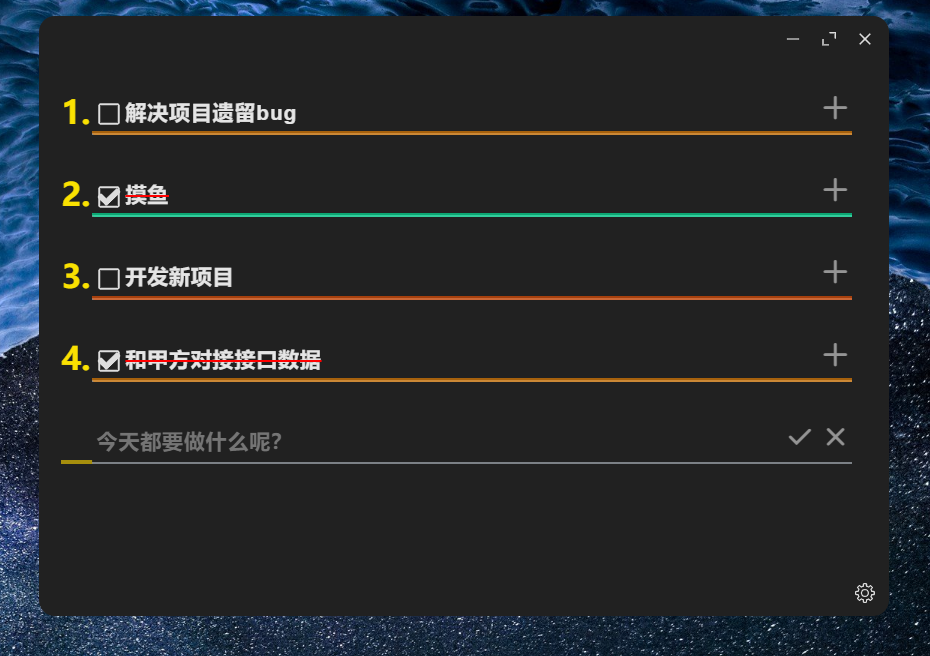 1. 解决项目遗留bug
2. 摸鱼
3. 开发新项目
4. 和甲方对接接口数据
今天都要做什么呢?